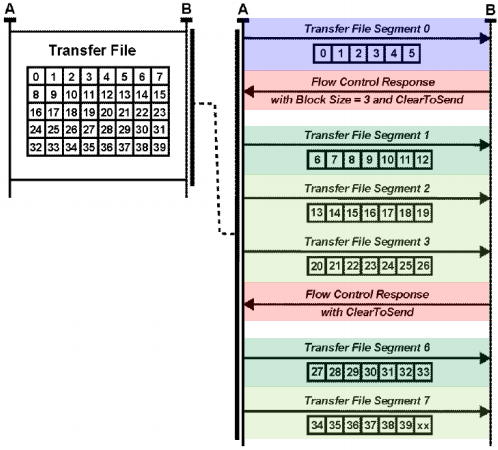 A B
Transfer File
0 1 2 3 4 5 6 7
8 9 10 11 12 13 14 15
16 17 18 19 20 21 22 23
24 25 26 27 28 29 30 31
32 33 34 35 36 37 38 39
A B
Transfer File Segment 0
0 1 2 3 4 5
Flow Control Response
with Block Size = 3 and ClearToSend
Transfer File Segment 1
6 7 8 9 10 11 12
Transfer File Segment 2
13 14 15 16 17 18 19
Transfer File Segment 3
20 21 22 23 24 25 26
Flow Control Response
with ClearToSend
Transfer File Segment 6
27 28 29 30 31 32 33
Transfer File Segment 7
34 35 36 37 38 39 xx